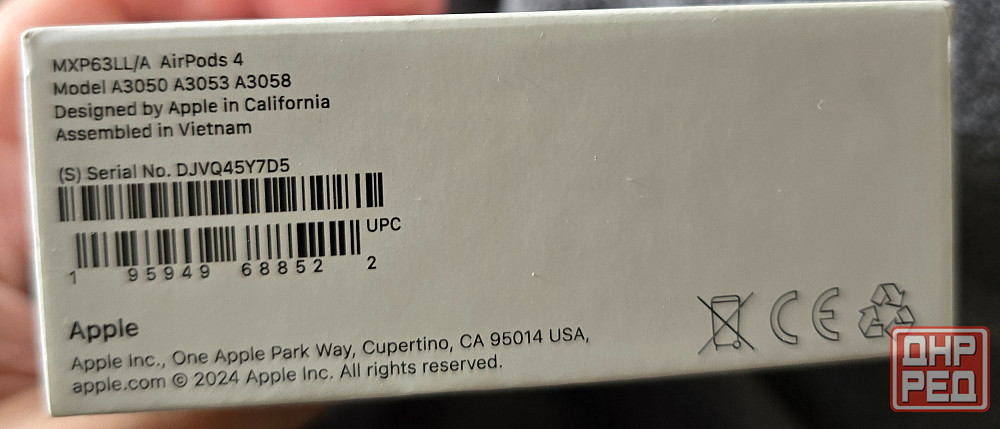 MXP63LL/A AirPods 4
Model A3050 A3053 A3058
Designed by Apple in California
Assembled in Vietnam
(S) Serial No. DJVQ45Y7D5
UPC
1 95949 68852 2
Apple
Apple Inc., One Apple Park Way, Cupertino, CA 95014 USA,
apple.com © 2024 Apple Inc. All rights reserved.
CE
ДНР
РЕД